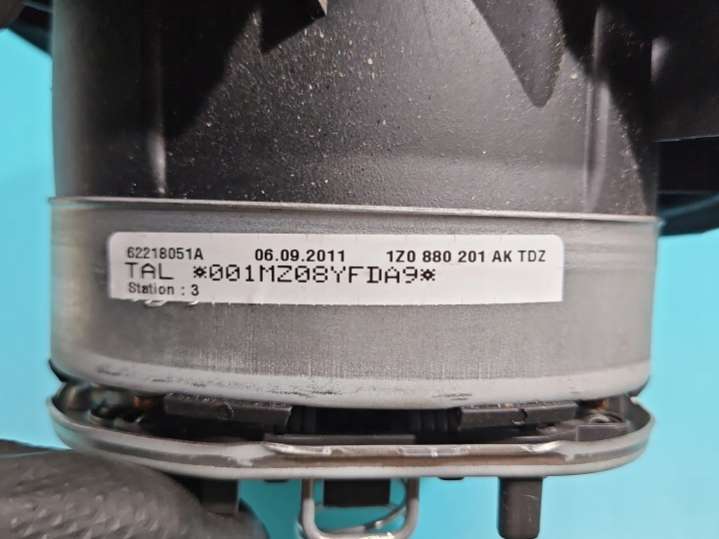 62218051A 06.09.2011 1Z0 880 201 AK TDZ
TAL *001MZ08YFDA9*
Station : 3